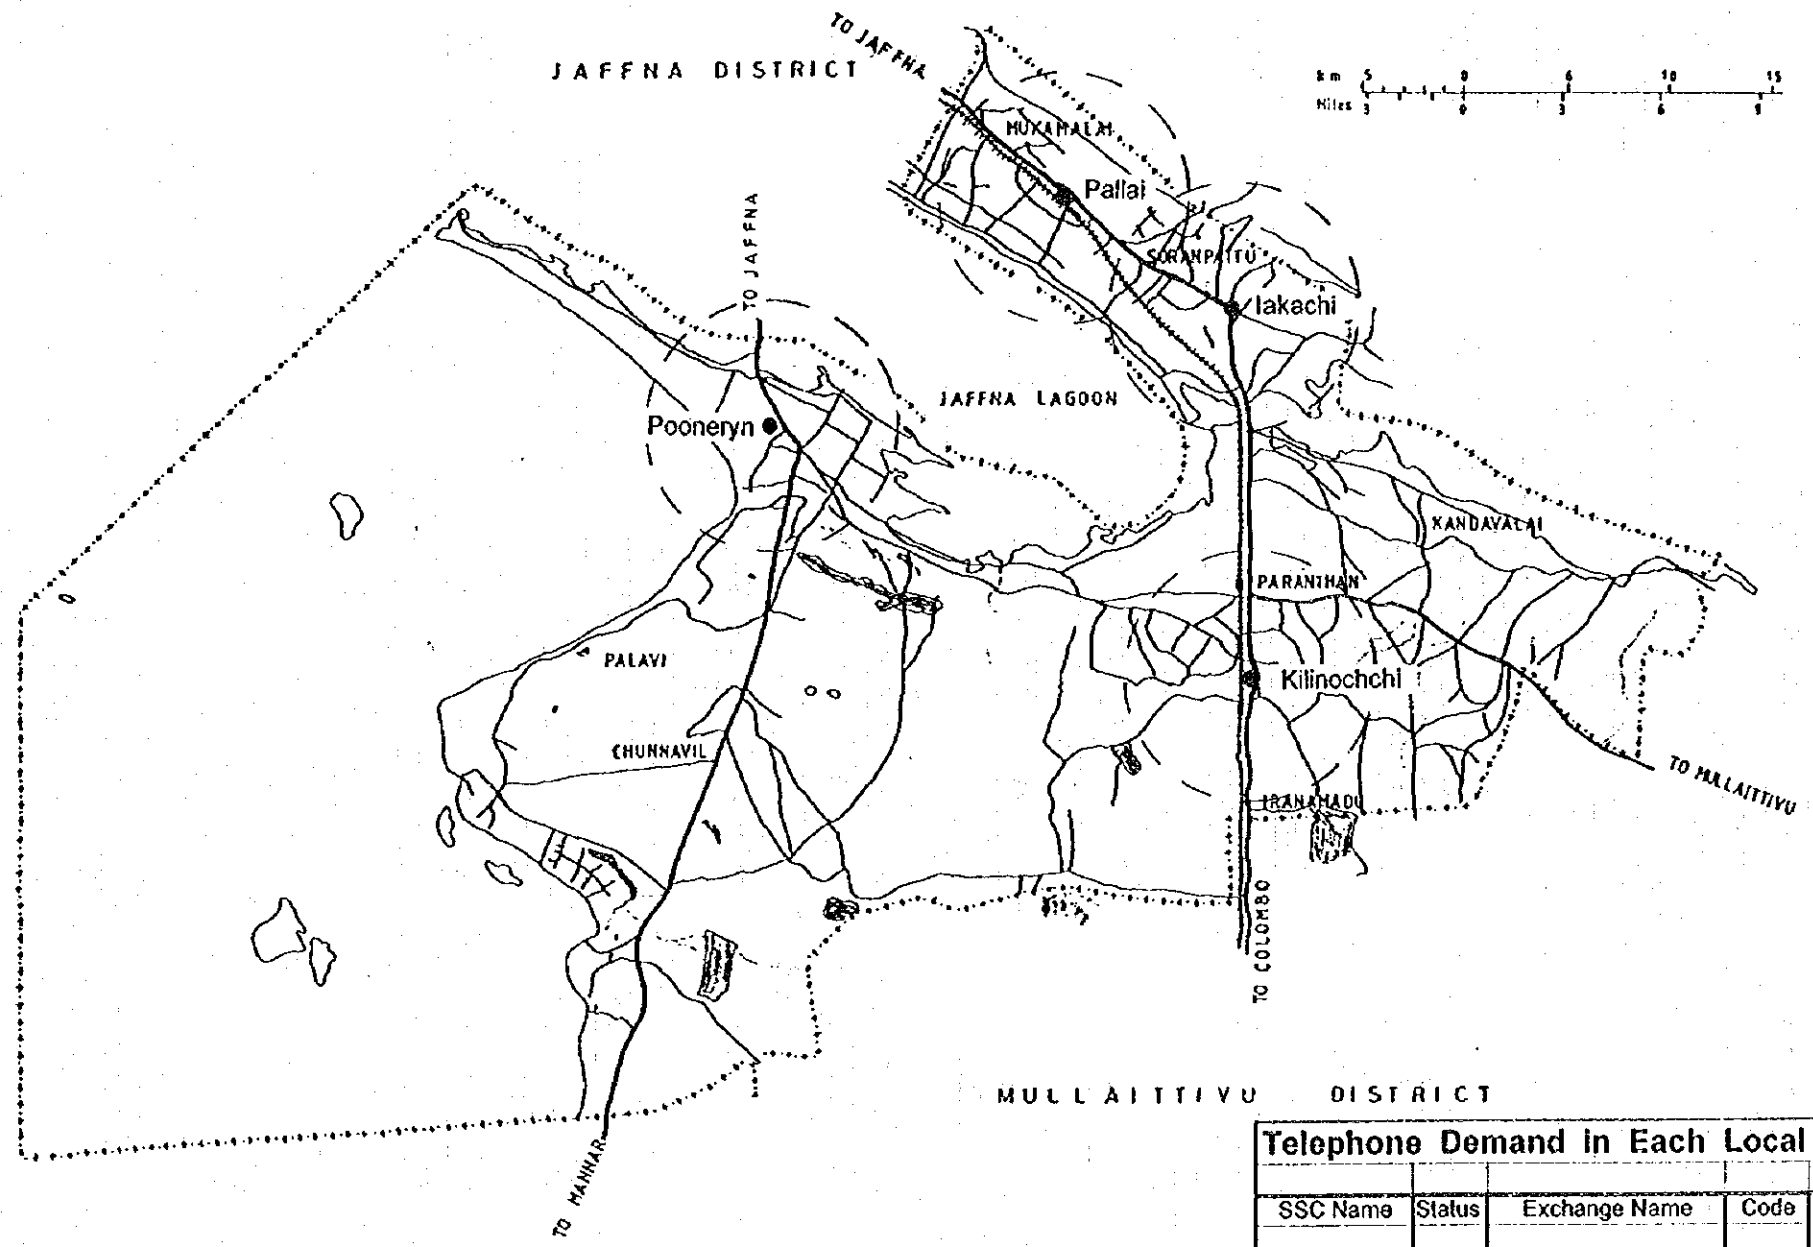 TO JAFFNA
JAFFNA DISTRICT
km 5 0 10 15
Miles 3 0 3 6 9
MUKAMALAI
Pallai
TO JAFFNA
SORANPATTU
Iakachi
JAFFNA LAGOON
Pooneryn
KANDAVALAI
PARANTHAN
PALAVI
Kilinochchi
CHUNNAVIL
TO MULLAITTIVU
IRANAMADU
TO COLOMBO
MULLAITTIVU DISTRICT
TO MANNAR
Telephone Demand in Each Local
SSC Name Status Exchange Name Code